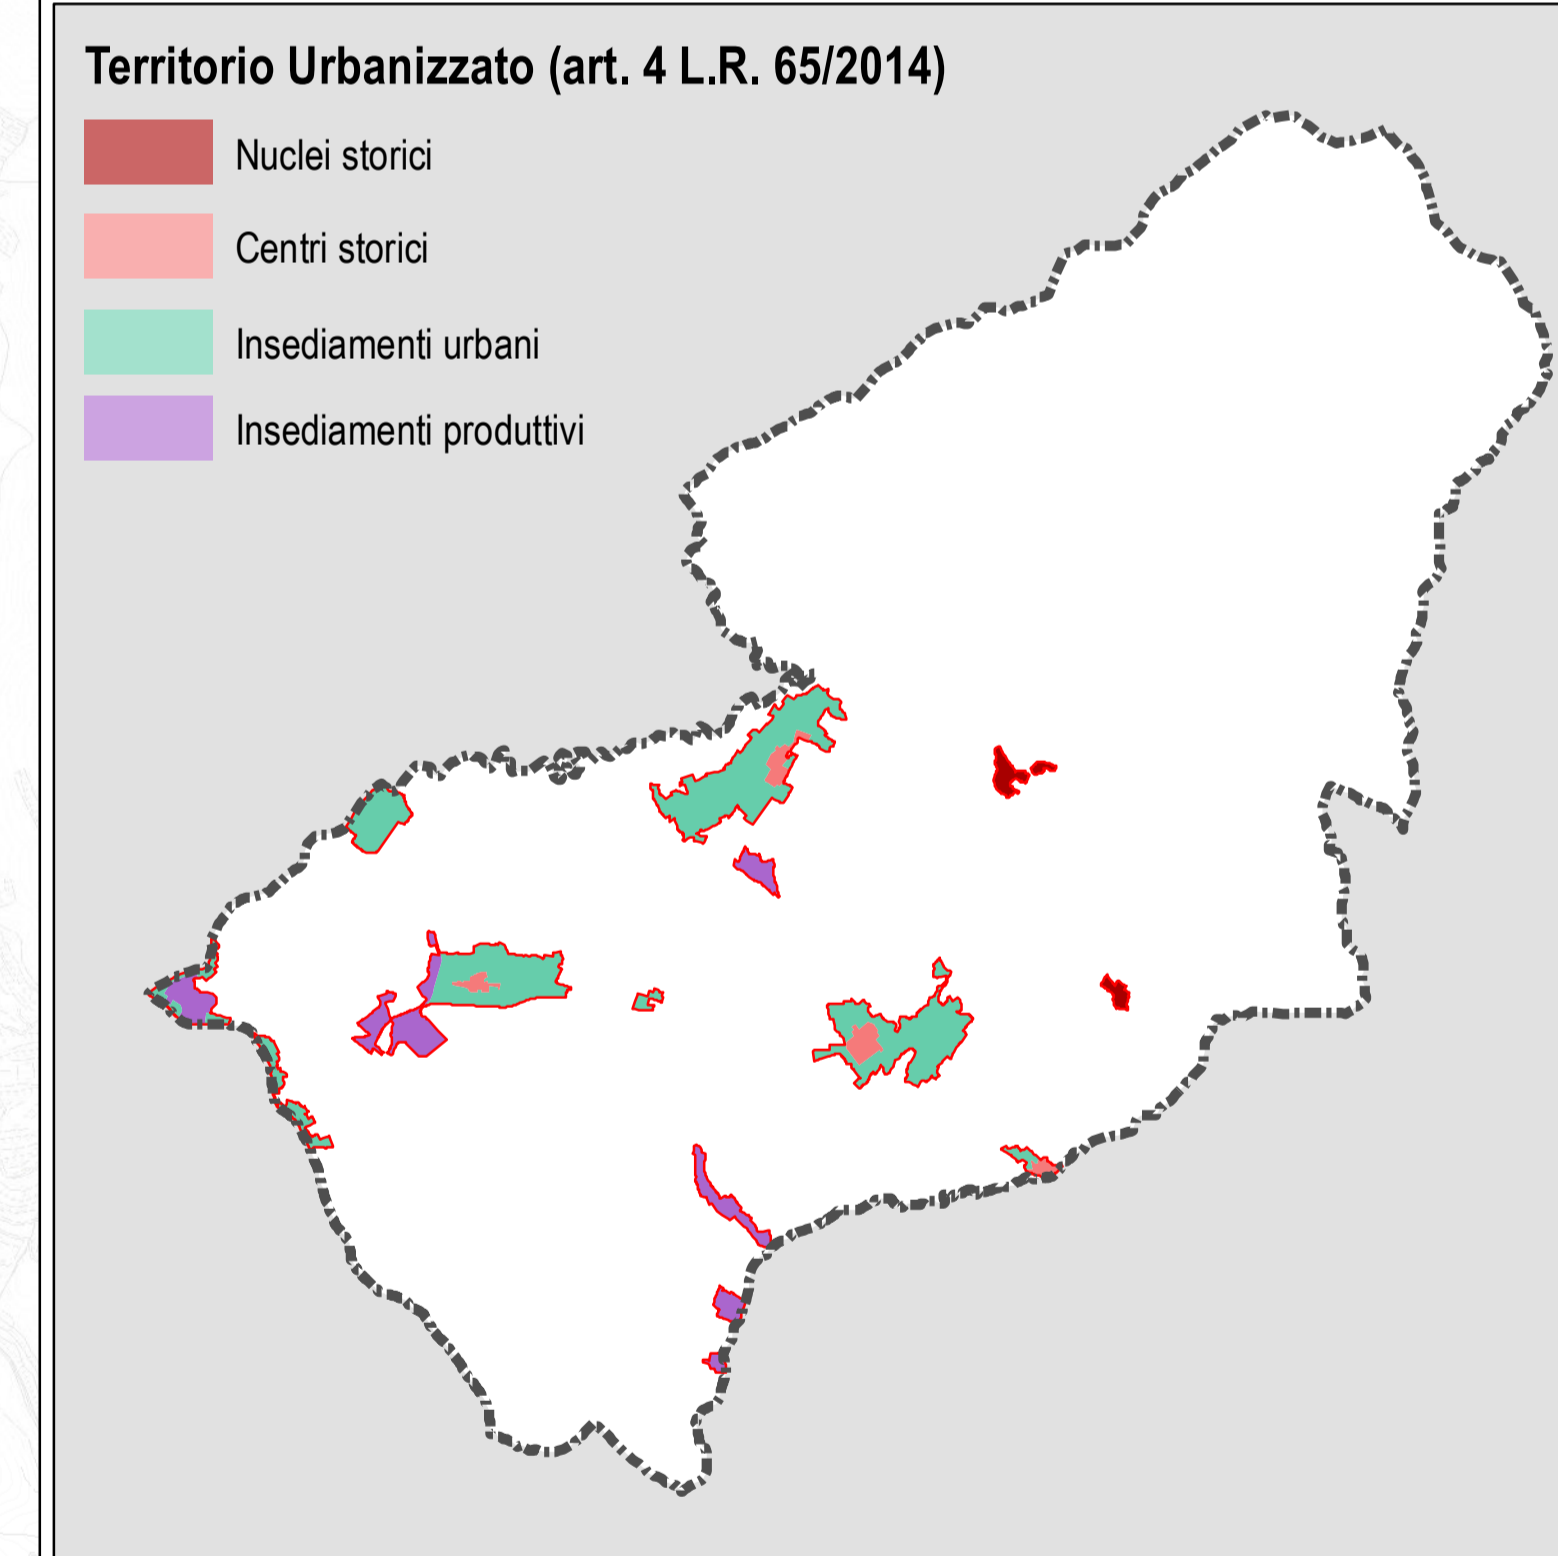 Territorio Urbanizzato (art. 4 L.R. 65/2014)
Nuclei storici
Centri storici
Insediamenti urbani
Insediamenti produttivi